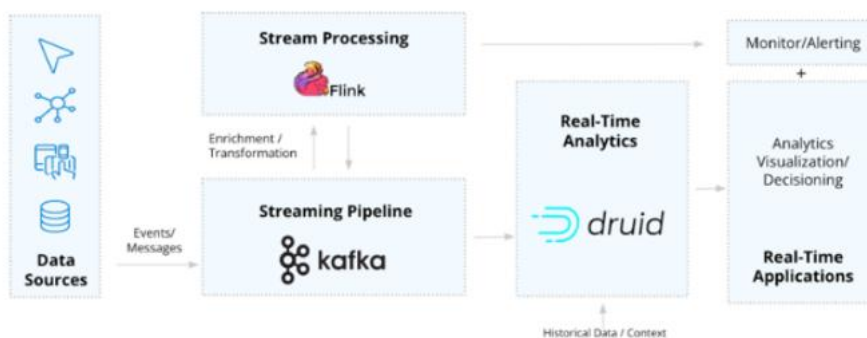 Stream Processing
Flink
Monitor/Alerting
+
Enrichment /
Transformation
Real-Time
Analytics
Analytics
Visualization/
Decisioning
Streaming Pipeline
kafka
druid
Events/
Messages
Data
Sources
Real-Time
Applications
Historical Data / Context